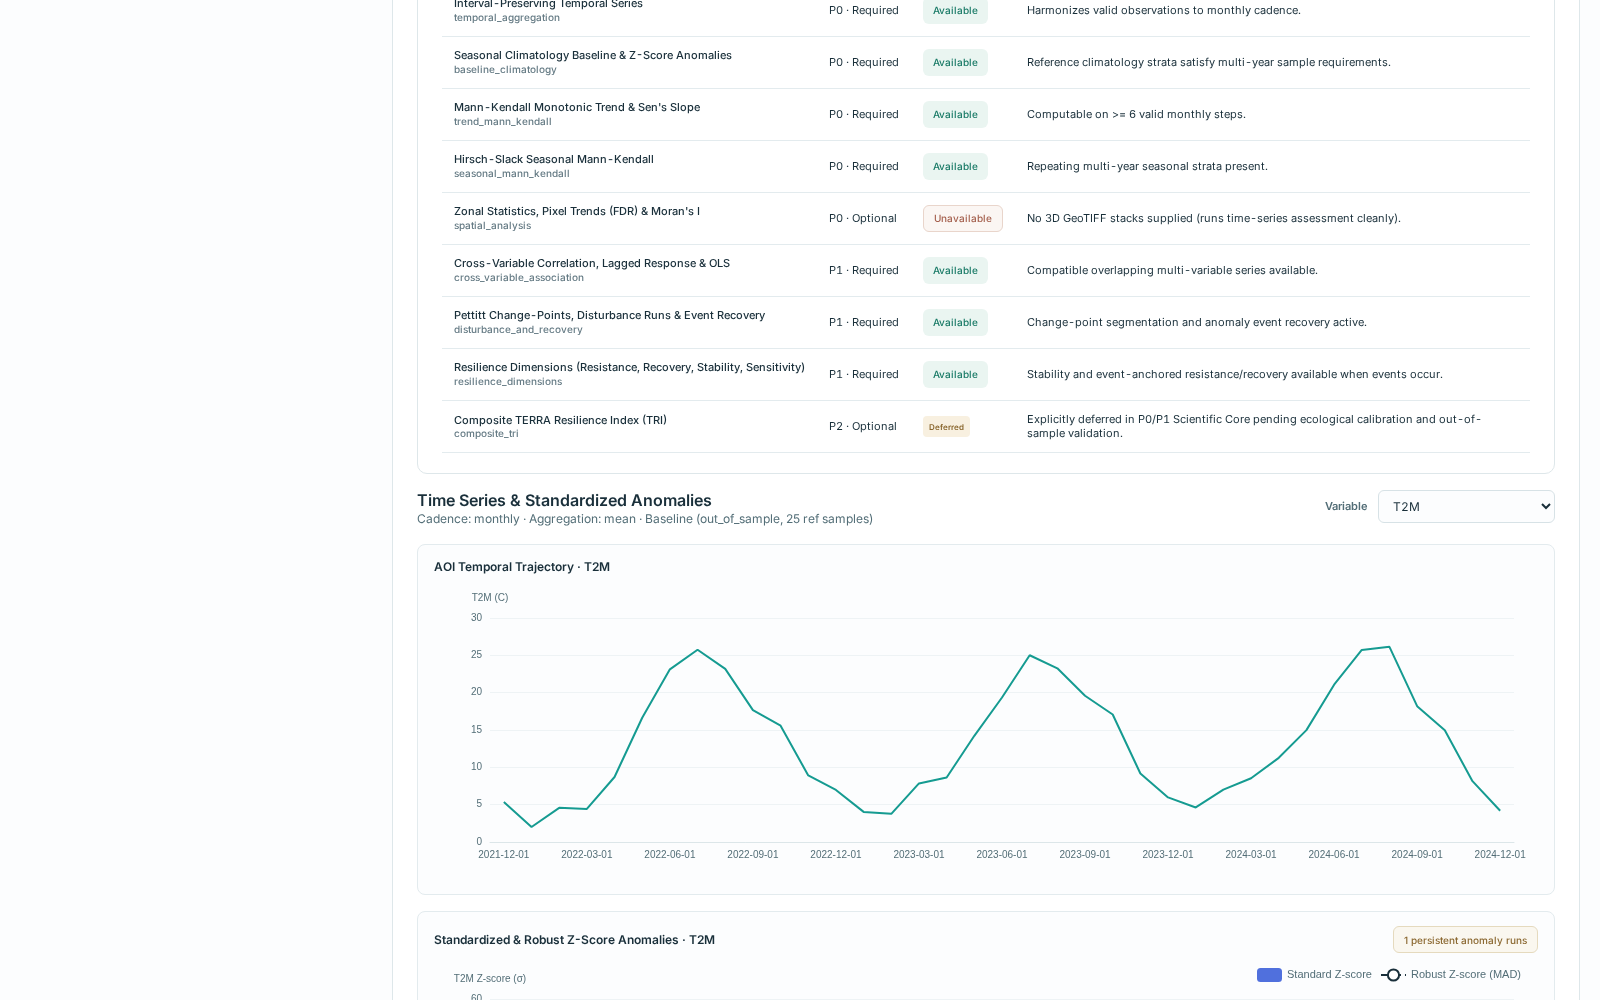 Interval-Preserving Temporal Series
temporal_aggregation
P0 · Required
Available
Harmonizes valid observations to monthly cadence.
Seasonal Climatology Baseline & Z-Score Anomalies
baseline_climatology
P0 · Required
Available
Reference climatology strata satisfy multi-year sample requirements.
Mann-Kendall Monotonic Trend & Sen's Slope
trend_mann_kendall
P0 · Required
Available
Computable on >= 6 valid monthly steps.
Hirsch-Slack Seasonal Mann-Kendall
seasonal_mann_kendall
P0 · Required
Available
Repeating multi-year seasonal strata present.
Zonal Statistics, Pixel Trends (FDR) & Moran's I
spatial_analysis
P0 · Optional
Unavailable
No 3D GeoTIFF stacks supplied (runs time-series assessment cleanly).
Cross-Variable Correlation, Lagged Response & OLS
cross_variable_association
P1 · Required
Available
Compatible overlapping multi-variable series available.
Pettitt Change-Points, Disturbance Runs & Event Recovery
disturbance_and_recovery
P1 · Required
Available
Change-point segmentation and anomaly event recovery active.
Resilience Dimensions (Resistance, Recovery, Stability, Sensitivity)
resilience_dimensions
P1 · Required
Available
Stability and event-anchored resistance/recovery available when events occur.
Composite TERRA Resilience Index (TRI)
composite_tri
P2 · Optional
Deferred
Explicitly deferred in P0/P1 Scientific Core pending ecological calibration and out-of-
sample validation.
Time Series & Standardized Anomalies
Cadence: monthly · Aggregation: mean · Baseline (out_of_sample, 25 ref samples)
Variable
T2M
AOI Temporal Trajectory · T2M
T2M (C)
30
25
20
15
10
5
0
2021-12-01
2022-03-01
2022-06-01
2022-09-01
2022-12-01
2023-03-01
2023-06-01
2023-09-01
2023-12-01
2024-03-01
2024-06-01
2024-09-01
2024-12-01
Standardized & Robust Z-Score Anomalies · T2M
1 persistent anomaly runs
T2M Z-score (σ)
Standard Z-score
Robust Z-score (MAD)
60